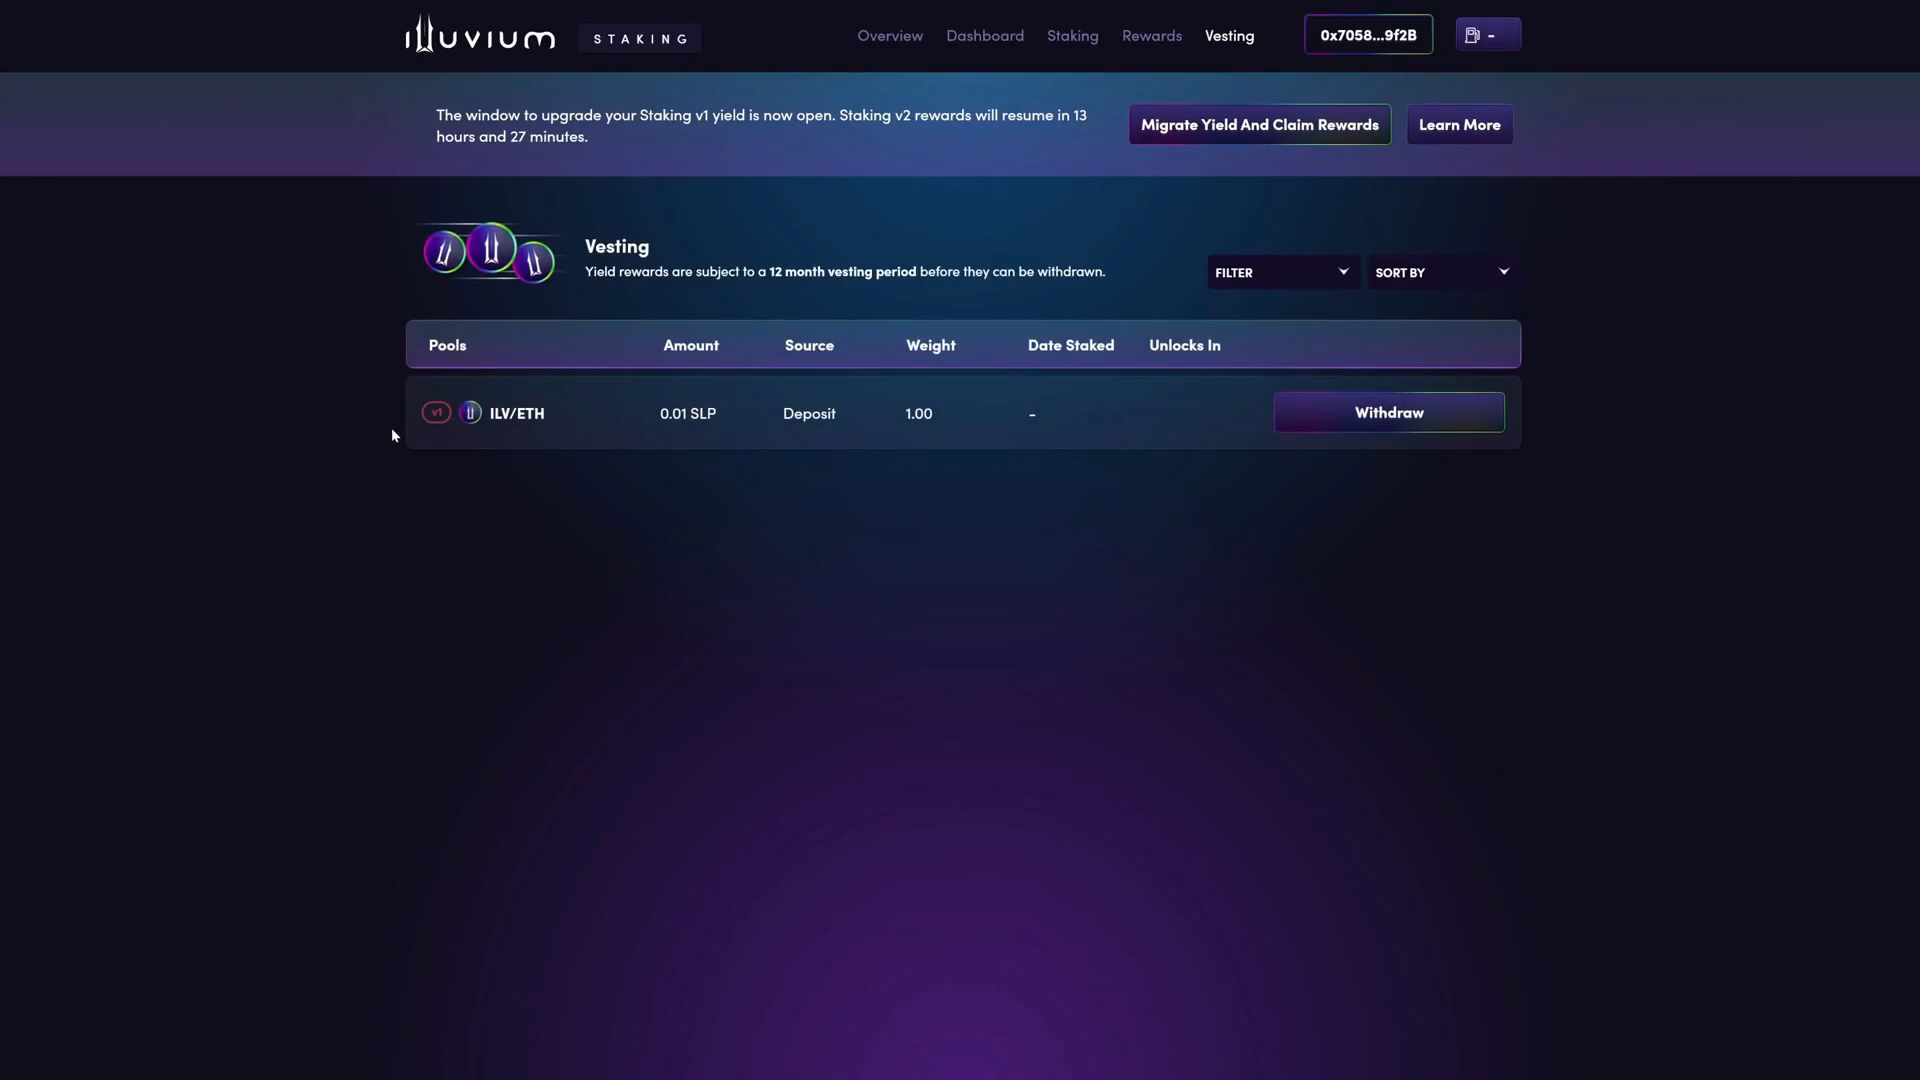 illuvium STAKING Overview Dashboard Staking Rewards Vesting 0x7058...9f2B -
The window to upgrade your Staking v1 yield is now open. Staking v2 rewards will resume in 13
hours and 27 minutes.
Migrate Yield And Claim Rewards Learn More
Vesting
Yield rewards are subject to a 12 month vesting period before they can be withdrawn.
FILTER SORT BY
Pools Amount Source Weight Date Staked Unlocks In
v1 ILV/ETH 0.01 SLP Deposit 1.00 - Withdraw